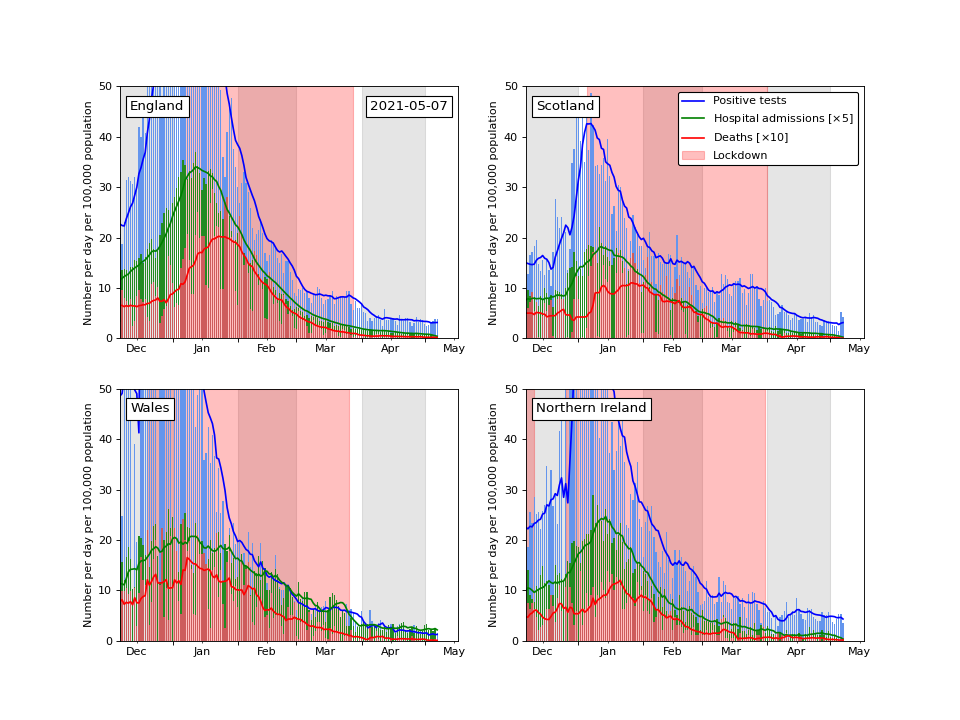 England
2021-05-07
Number per day per 100,000 population
50
40
30
20
10
0
Dec
Jan
Feb
Mar
Apr
May
Scotland
Positive tests
Hospital admissions [×5]
Deaths [×10]
Lockdown
Number per day per 100,000 population
50
40
30
20
10
0
Dec
Jan
Feb
Mar
Apr
May
Wales
Number per day per 100,000 population
50
40
30
20
10
0
Dec
Jan
Feb
Mar
Apr
May
Northern Ireland
Number per day per 100,000 population
50
40
30
20
10
0
Dec
Jan
Feb
Mar
Apr
May